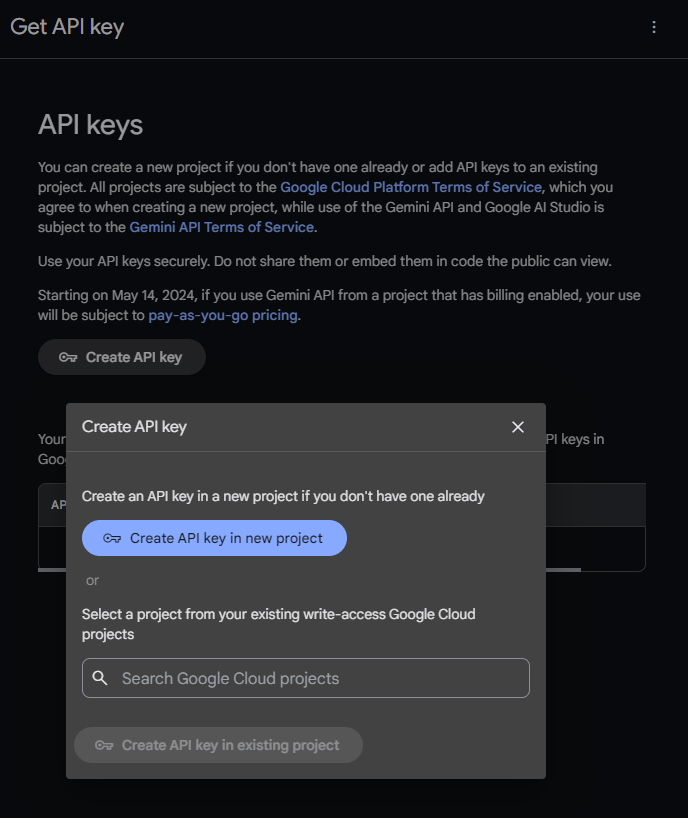 Get API key
API keys
You can create a new project if you don't have one already or add API keys to an existing
project. All projects are subject to the Google Cloud Platform Terms of Service, which you
agree to when creating a new project, while use of the Gemini API and Google AI Studio is
subject to the Gemini API Terms of Service.
Use your API keys securely. Do not share them or embed them in code the public can view.
Starting on May 14, 2024, if you use Gemini API from a project that has billing enabled, your use
will be subject to pay-as-you-go pricing.
Create API key
Your
PI keys in
Goo
AP
Create API key
Create an API key in a new project if you don't have one already
Create API key in new project
or
Select a project from your existing write-access Google Cloud
projects
Search Google Cloud projects
Create API key in existing project